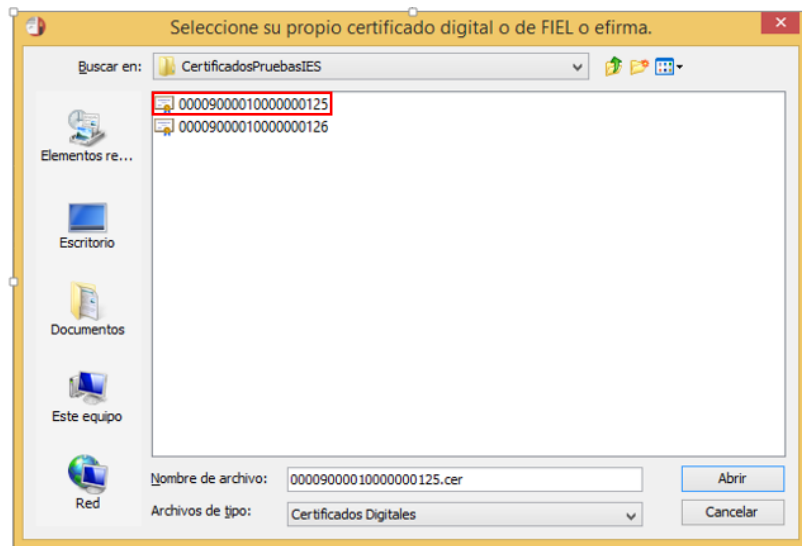 Seleccione su propio certificado digital o de FIEL o efirma.
Buscar en: CertificadosPruebasIES
00009000010000000125
00009000010000000126
Elementos re...
Escritorio
Documentos
Este equipo
Red
Nombre de archivo: 00009000010000000125.cer Abrir
Archivos de tipo: Certificados Digitales Cancelar